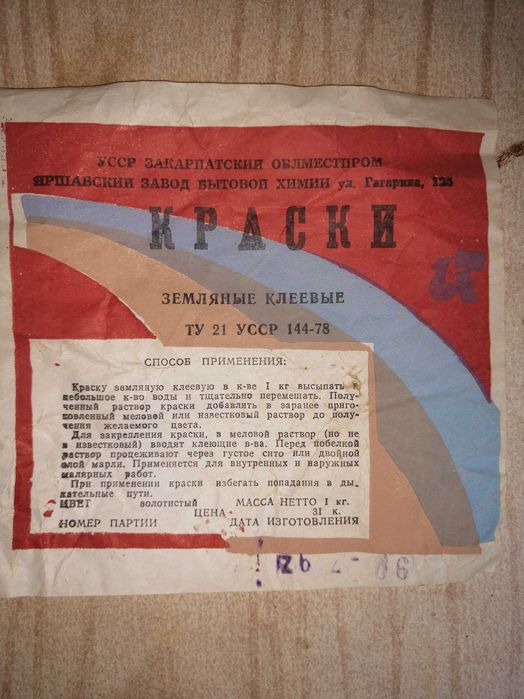 УССР ЗАКАРПАТСКИЙ ОБЛМЕСТПРОМ
ЯРШАВСКИЙ ЗАВОД БЫТОВОЙ ХИМИИ ул. Гагарина, 125
КРАСКИ
ЗЕМЛЯНЫЕ КЛЕЕВЫЕ
ТУ 21 УССР 144-78
СПОСОБ ПРИМЕНЕНИЯ:
Краску земляную клеевую в к-ве I кг высыпать в
небольшое к-во воды и тщательно перемешать. Полу-
ченный раствор краски добавлять в заранее приго-
товленный меловой или известковый раствор до полу-
чения желаемого цвета.
Для закрепления краски, в меловой раствор (но не
в известковый) вводят клеющие в-ва. Перед побелкой
раствор процеживают через густое сито или двойной
слой марли. Применяется для внутренных и наружных
малярных работ.
При применении краски избегать попадания в ды-
хательные пути.
ЦВЕТ волотистый МАССА НЕТТО I кг.
ЦЕНА 31 к.
НОМЕР ПАРТИИ ДАТА ИЗГОТОВЛЕНИЯ